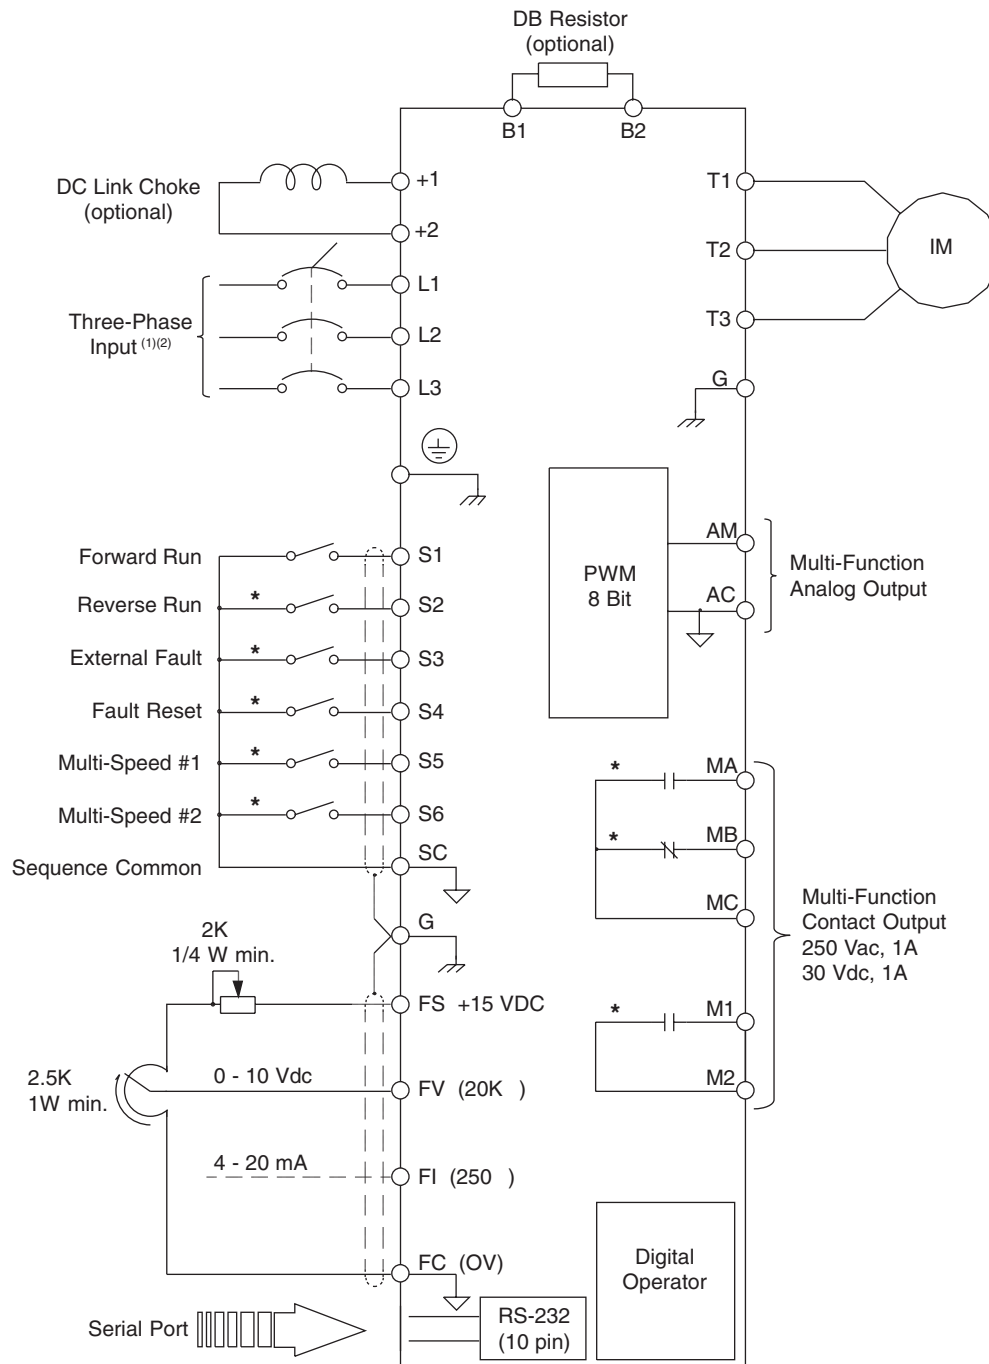 DB Resistor
(optional)
B1
B2
DC Link Choke
(optional)
+1
+2
T1
T2
T3
IM
Three-Phase
Input (1)(2)
L1
L2
L3
G
Forward Run
S1
Reverse Run
*
S2
External Fault
*
S3
Fault Reset
*
S4
Multi-Speed #1
*
S5
Multi-Speed #2
*
S6
Sequence Common
SC
G
PWM
8 Bit
AM
AC
Multi-Function
Analog Output
*
MA
*
MB
MC
*
M1
M2
Multi-Function
Contact Output
250 Vac, 1A
30 Vdc, 1A
2K
1/4 W min.
FS +15 VDC
2.5K
1W min.
0 - 10 Vdc
FV (20K )
4 - 20 mA
FI (250 )
FC (OV)
Serial Port
RS-232
(10 pin)
Digital
Operator